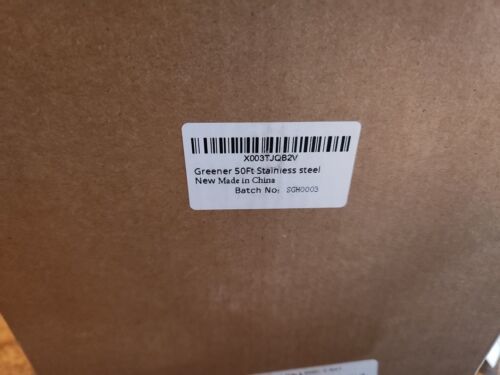 X003TJQB2V
Greener 50Ft Stainless steel
New Made in China
Batch No: SGH0003